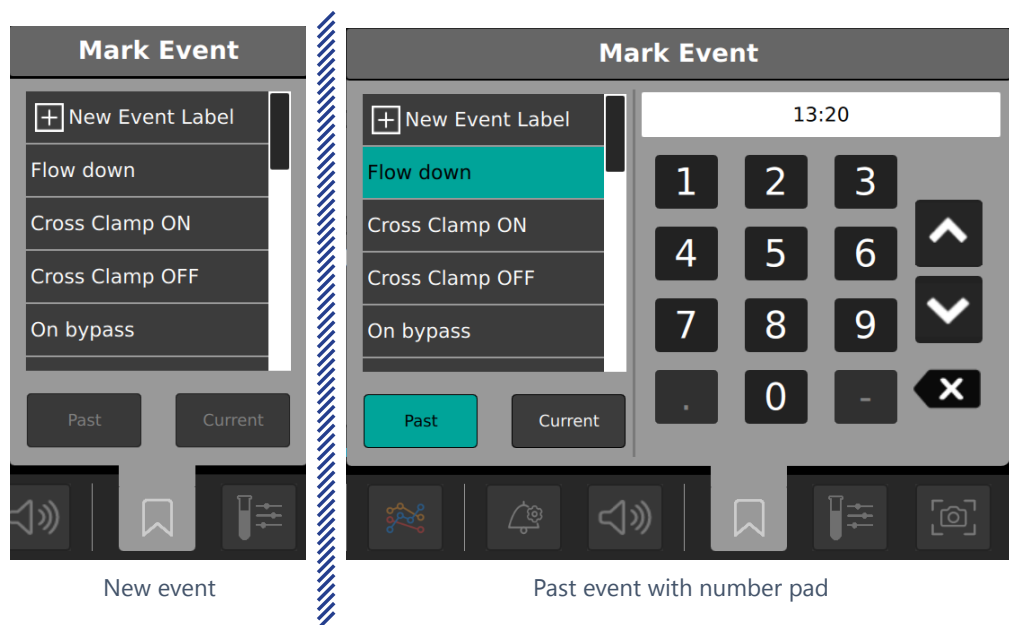 Mark Event
New Event Label
Flow down
Cross Clamp ON
Cross Clamp OFF
On bypass
Past Current
New event
Mark Event
New Event Label
Flow down
Cross Clamp ON
Cross Clamp OFF
On bypass
Past Current
13:20
1 2 3
4 5 6
7 8 9
. 0 -
Past event with number pad